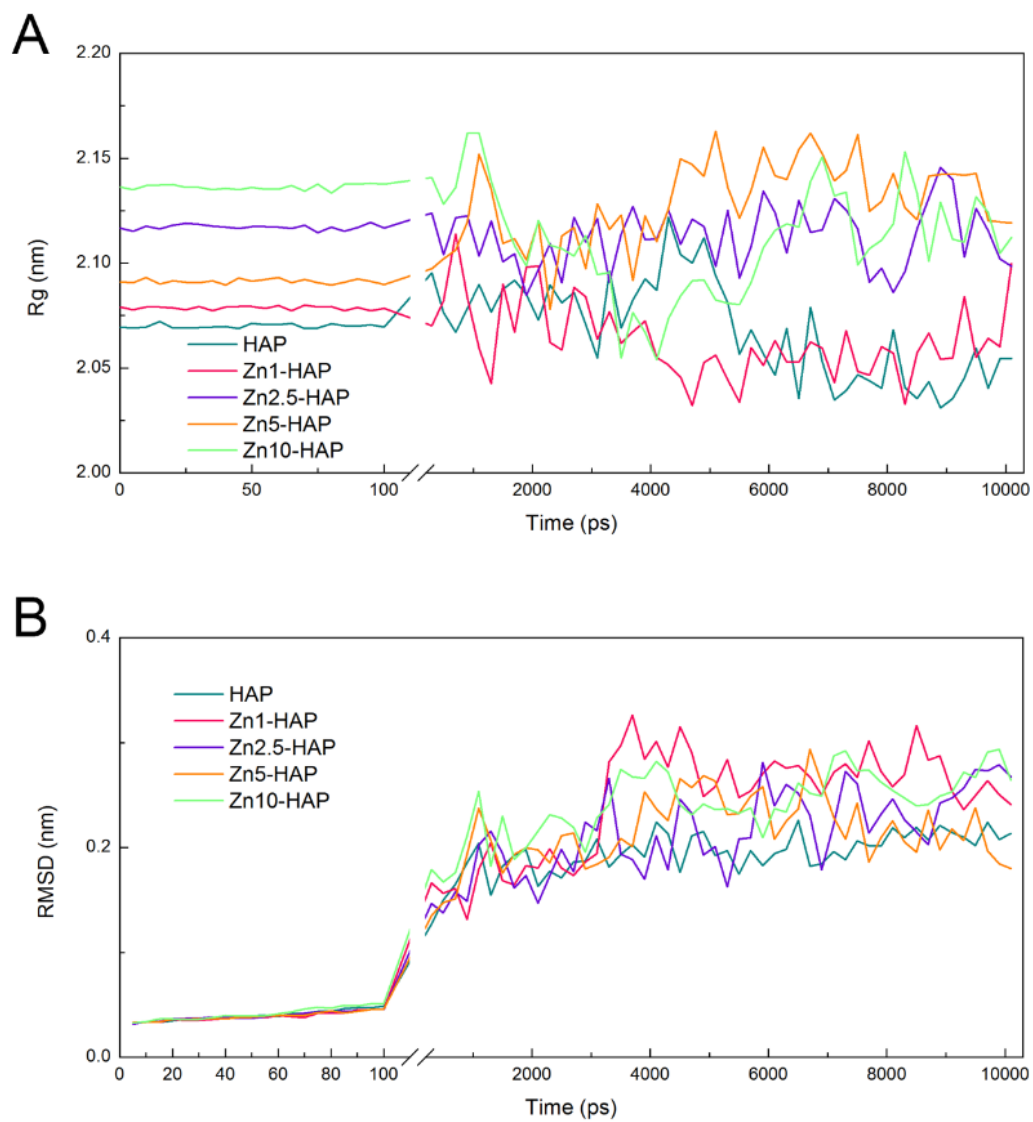 A
2.20
2.15
2.10
2.05
2.00
Rg (nm)
HAP
Zn1-HAP
Zn2.5-HAP
Zn5-HAP
Zn10-HAP
0 50 100 2000 4000 6000 8000 10000
Time (ps)
B
0.4
0.2
0.0
RMSD (nm)
HAP
Zn1-HAP
Zn2.5-HAP
Zn5-HAP
Zn10-HAP
0 20 40 60 80 100 2000 4000 6000 8000 10000
Time (ps)